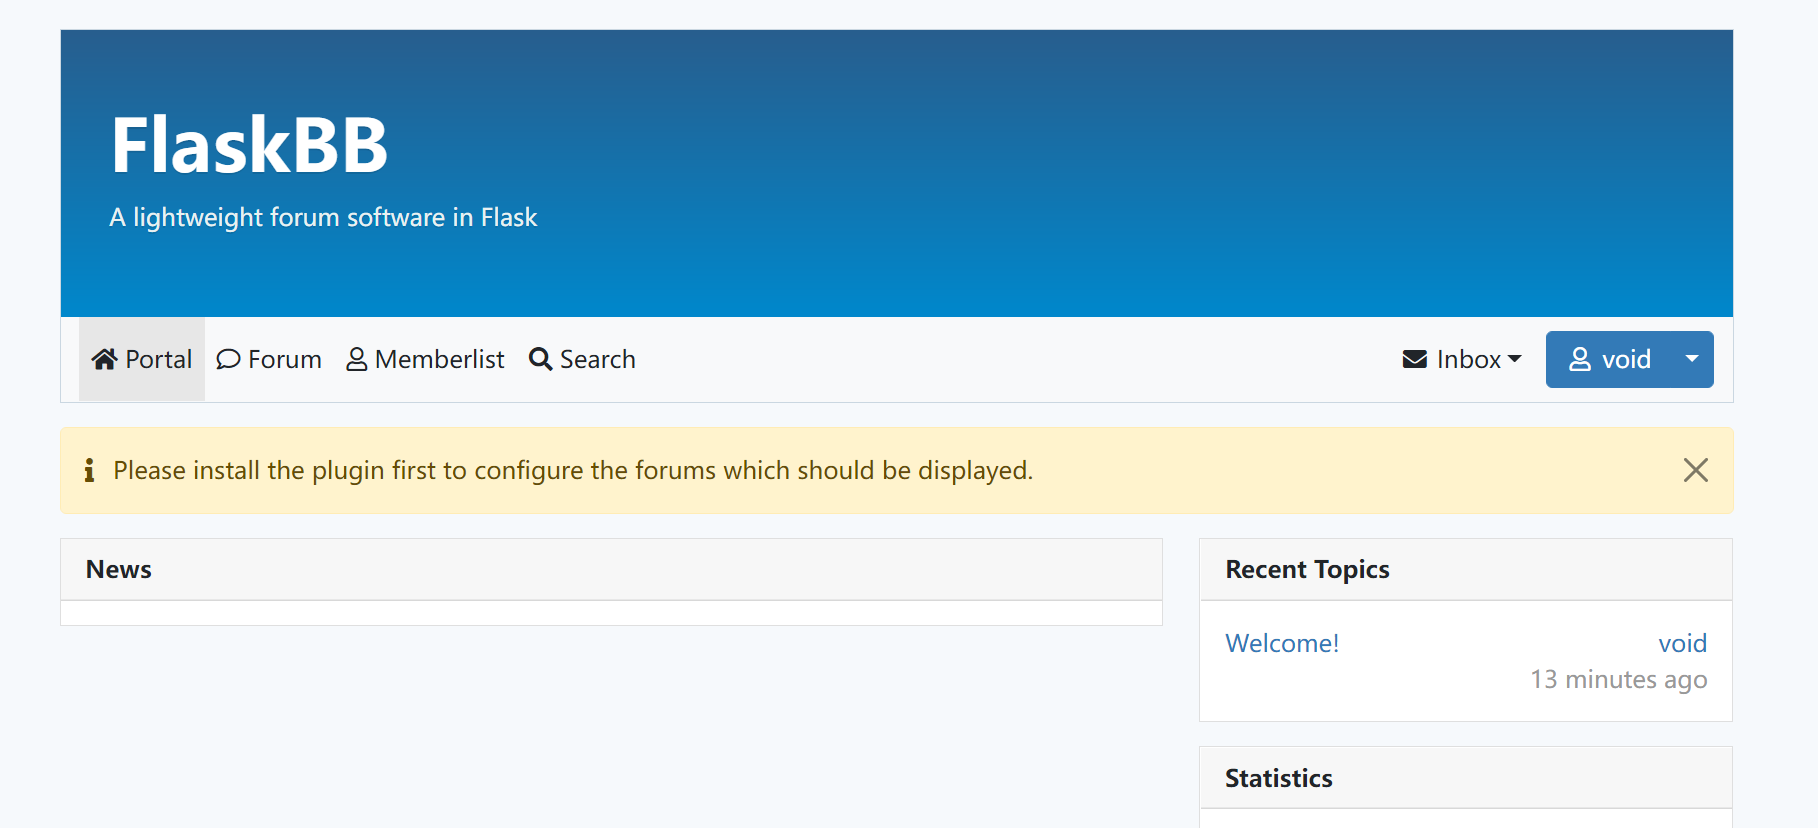 FlaskBB
A lightweight forum software in Flask
Portal Forum Memberlist Search Inbox void
Please install the plugin first to configure the forums which should be displayed.
News
Recent Topics
Welcome! void
13 minutes ago
Statistics